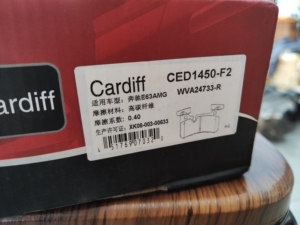 ardiff
Cardiff
CED1450-F2
WVA24733-R
适用车型: 奔驰E63AMG
摩擦材料: 高碳纤维
摩擦系数: 0.40
生产许可证: XK08-003-00833